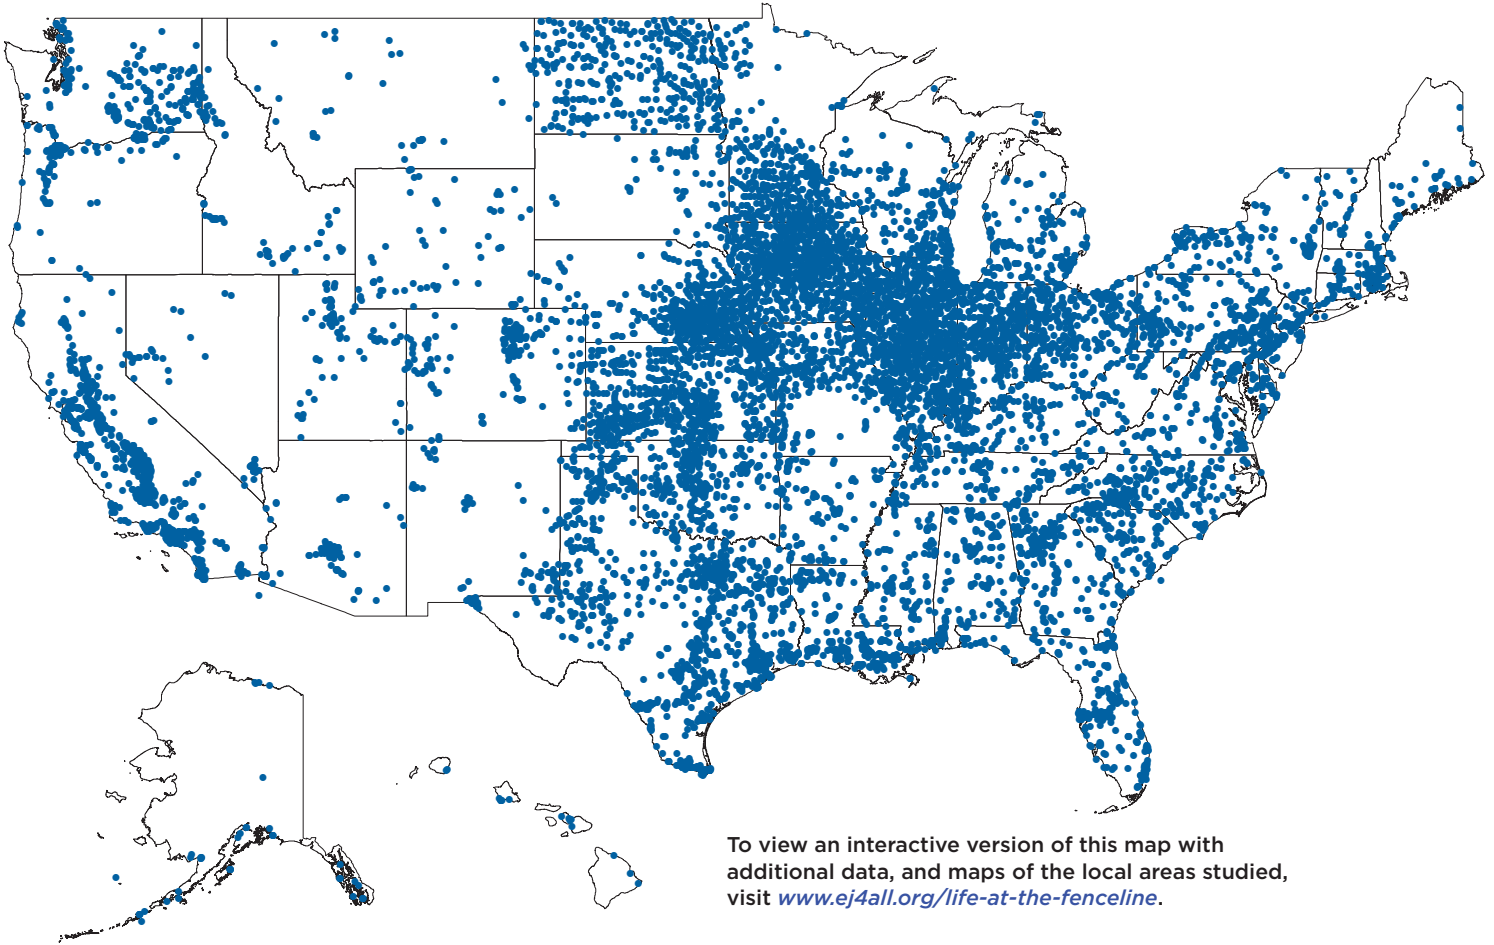 To view an interactive version of this map with
additional data, and maps of the local areas studied,
visit www.ej4all.org/life-at-the-fenceline.